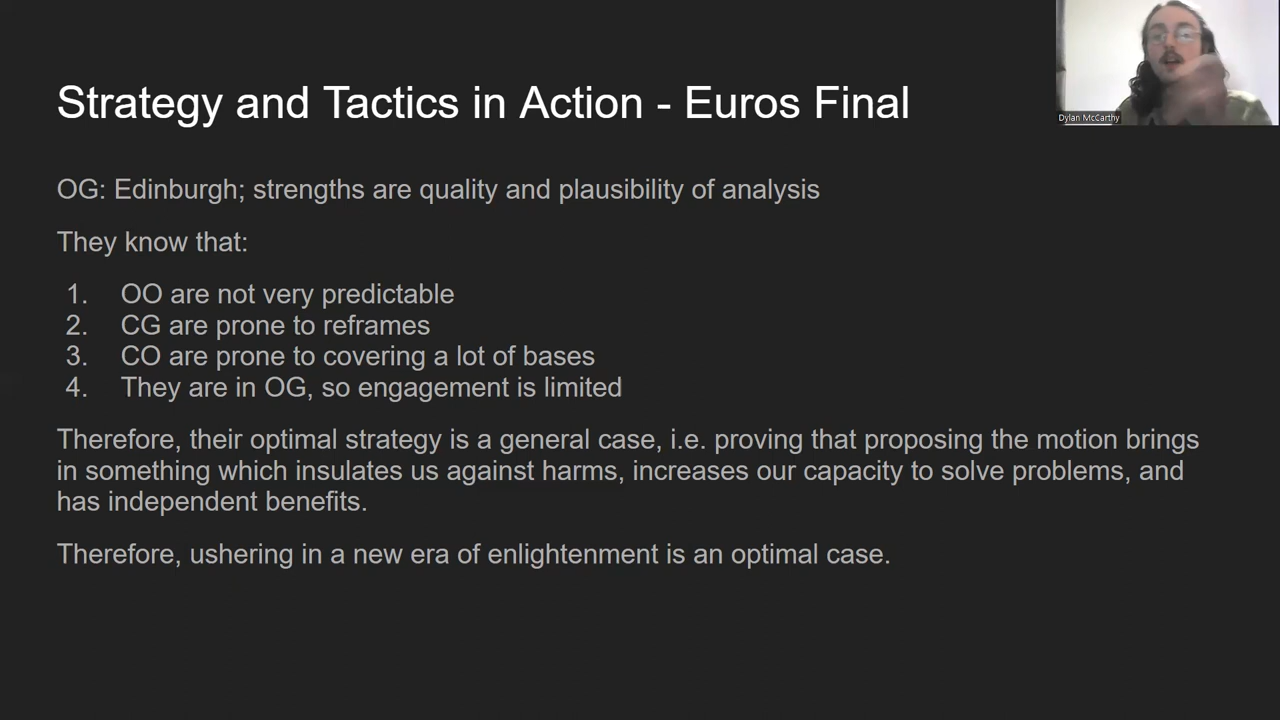 Strategy and Tactics in Action - Euros Final
Dylan McCarthy
OG: Edinburgh; strengths are quality and plausibility of analysis
They know that:
1. OO are not very predictable
2. CG are prone to reframes
3. CO are prone to covering a lot of bases
4. They are in OG, so engagement is limited
Therefore, their optimal strategy is a general case, i.e. proving that proposing the motion brings
in something which insulates us against harms, increases our capacity to solve problems, and
has independent benefits.
Therefore, ushering in a new era of enlightenment is an optimal case.